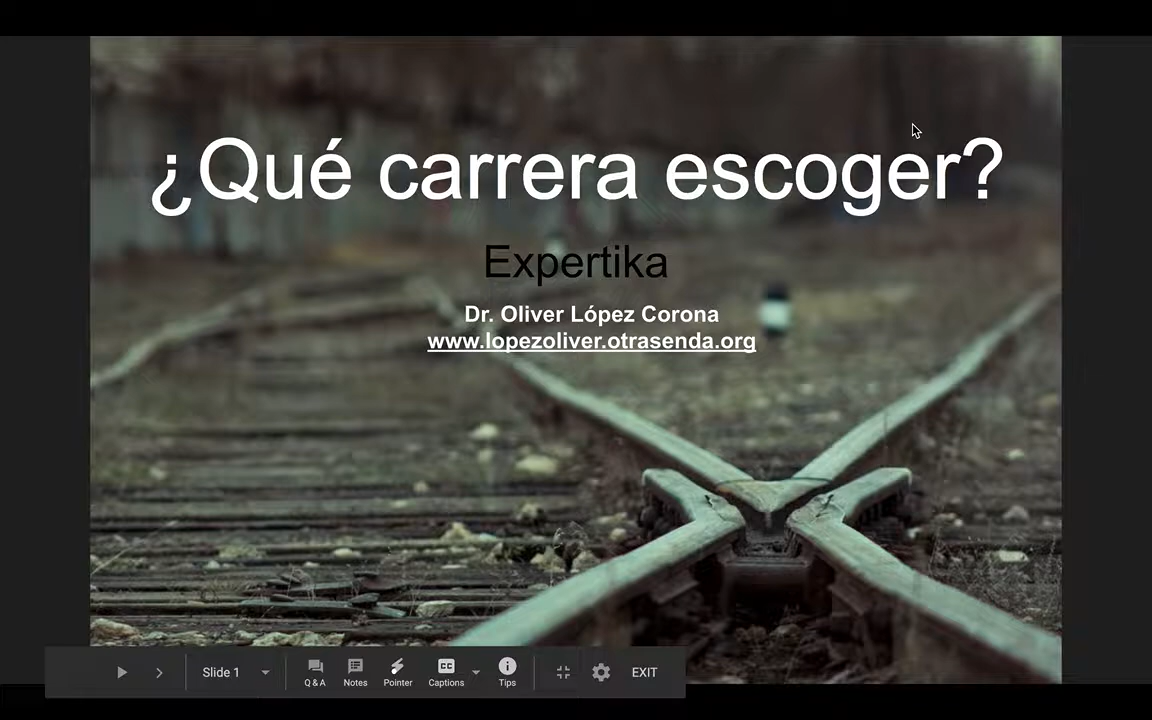 ¿Qué carrera escoger?
Expertika
Dr. Oliver López Corona
www.lopezoliver.otrasenda.org
Slide 1
Q & A
Notes
Pointer
CC
Captions
Tips
EXIT